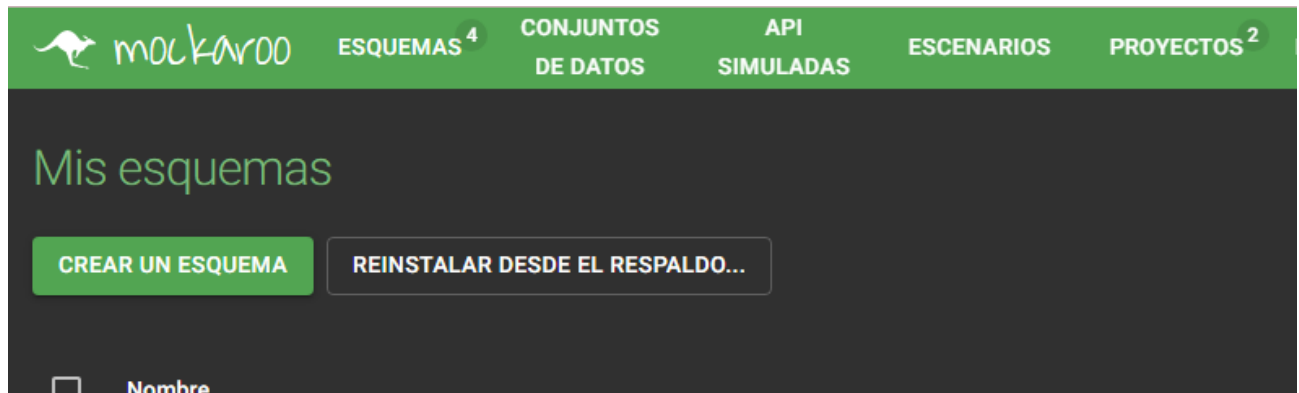 mockaroo
ESQUEMAS 4
CONJUNTOS
DE DATOS
API
SIMULADAS
ESCENARIOS
PROYECTOS 2
Mis esquemas
CREAR UN ESQUEMA
REINSTALAR DESDE EL RESPALDO...
Nombre